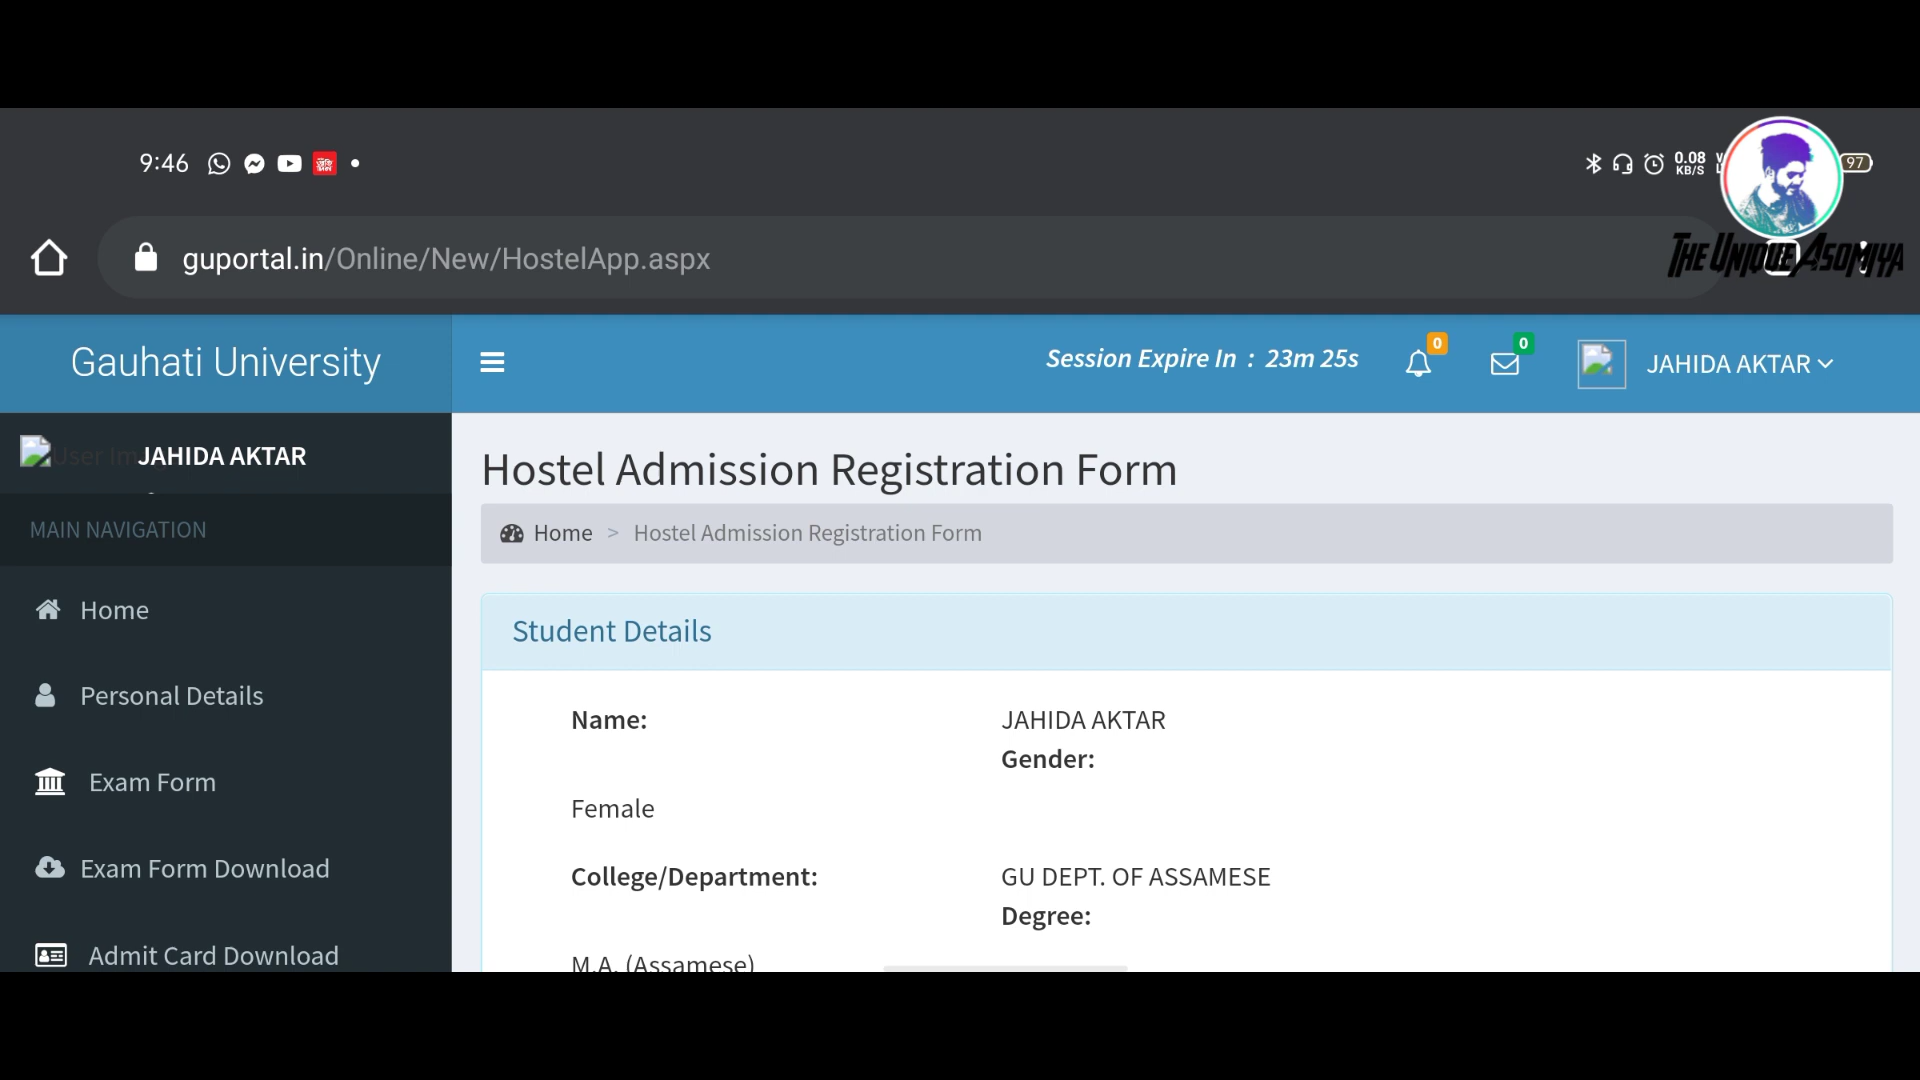 9:46
0.08
KB/S
97
guportal.in/Online/New/HostelApp.aspx
THE UNIQUE ASOMIYA
Gauhati University
Session Expire In : 23m 25s
0
0
JAHIDA AKTAR
JAHIDA AKTAR
MAIN NAVIGATION
Home
Personal Details
Exam Form
Exam Form Download
Admit Card Download
Hostel Admission Registration Form
Home > Hostel Admission Registration Form
Student Details
Name: JAHIDA AKTAR
Gender:
Female
College/Department: GU DEPT. OF ASSAMESE
Degree:
M.A. (Assamese)